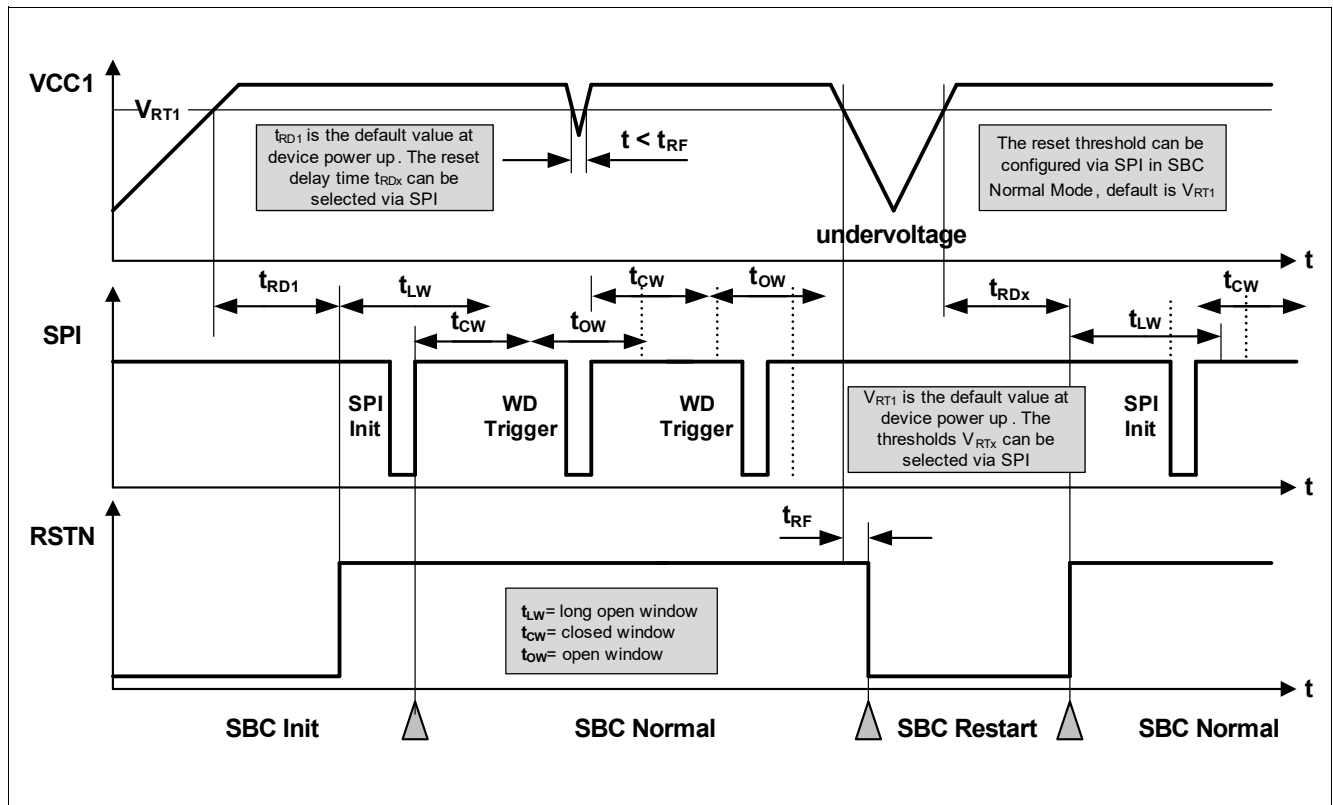 VCC1
VRT1
tRD1 is the default value at
device power up . The reset
delay time tRDx can be
selected via SPI
t < tRF
The reset threshold can be
configured via SPI in SBC
Normal Mode , default is VRT1
undervoltage
t
tRD1
tLW
tCW
tOW
tRDx
tCW
SPI
tCW
tOW
tLW
SPI
Init
WD
Trigger
WD
Trigger
VRT1 is the default value at
device power up . The
thresholds VRTx can be
selected via SPI
SPI
Init
t
RSTN
tRF
tLW= long open window
tCW= closed window
tOW= open window
t
SBC Init
SBC Normal
SBC Restart
SBC Normal